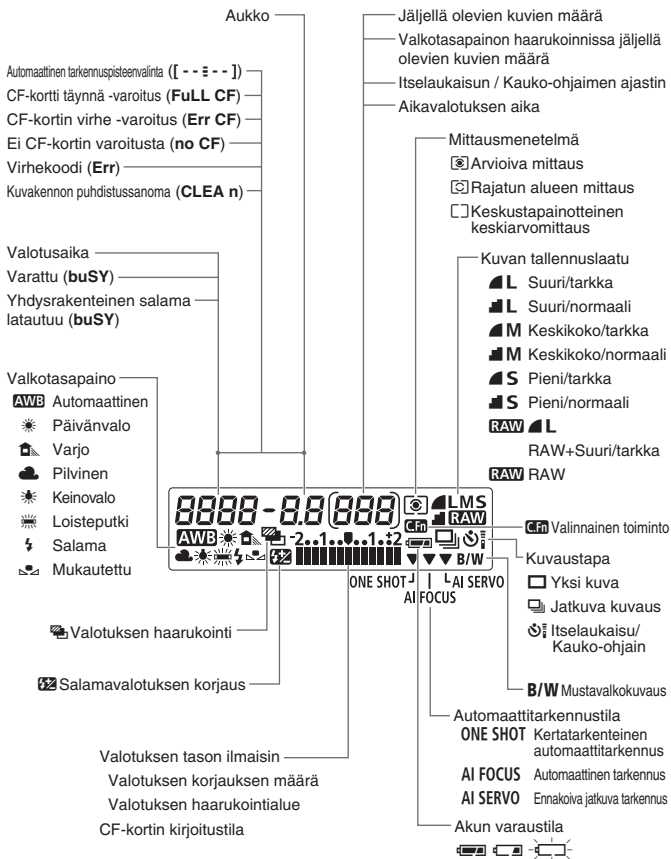 Aukko
Jäljellä olevien kuvien määrä
Valkotasapainon haarukoinnissa jäljellä
olevien kuvien määrä
Itselaukaisun / Kauko-ohjaimen ajastin
Aikavalotuksen aika
Automaattinen tarkennuspisteenvalinta ([ - - - - ])
CF-kortti täynnä -varoitus (FuLL CF)
CF-kortin virhe -varoitus (Err CF)
Ei CF-kortin varoitusta (no CF)
Virhekoodi (Err)
Kuvakennon puhdistussanoma (CLEA n)
Mittausmenetelmä
Arvioiva mittaus
Rajatun alueen mittaus
Keskustapainotteinen
keskiarvomittaus
Valotusaika
Varattu (buSY)
Yhdysrakenteinen salama
latautuu (buSY)
Kuvan tallennuslaatu
L Suuri/tarkka
L Suuri/normaali
M Keskikoko/tarkka
M Keskikoko/normaali
S Pieni/tarkka
S Pieni/normaali
RAW L
RAW+Suuri/tarkka
RAW RAW
Valkotasapaino
AWB Automaattinen
Päivänvalo
Varjo
Pilvinen
Keinovalo
Loisteputki
Salama
Mukautettu
8888-8.8(888) LMS
RAW
C.Fn
AWB -2..1...1..+2
B/W
ONE SHOT AI SERVO
AI FOCUS
C.Fn Valinnainen toiminto
Kuvaustapa
Yksi kuva
Jatkuva kuvaus
Itselaukaisu/
Kauko-ohjain
Valotuksen haarukointi
Salamavalotuksen korjaus
B/W Mustavalkokuvaus
Automaattitarkennustila
ONE SHOT Kertatarkenteinen
automaattitarkennus
AI FOCUS Automaattinen tarkennus
AI SERVO Ennakoiva jatkuva tarkennus
Valotuksen tason ilmaisin
Valotuksen korjauksen määrä
Valotuksen haarukointialue
CF-kortin kirjoitustila
Akun varaustila